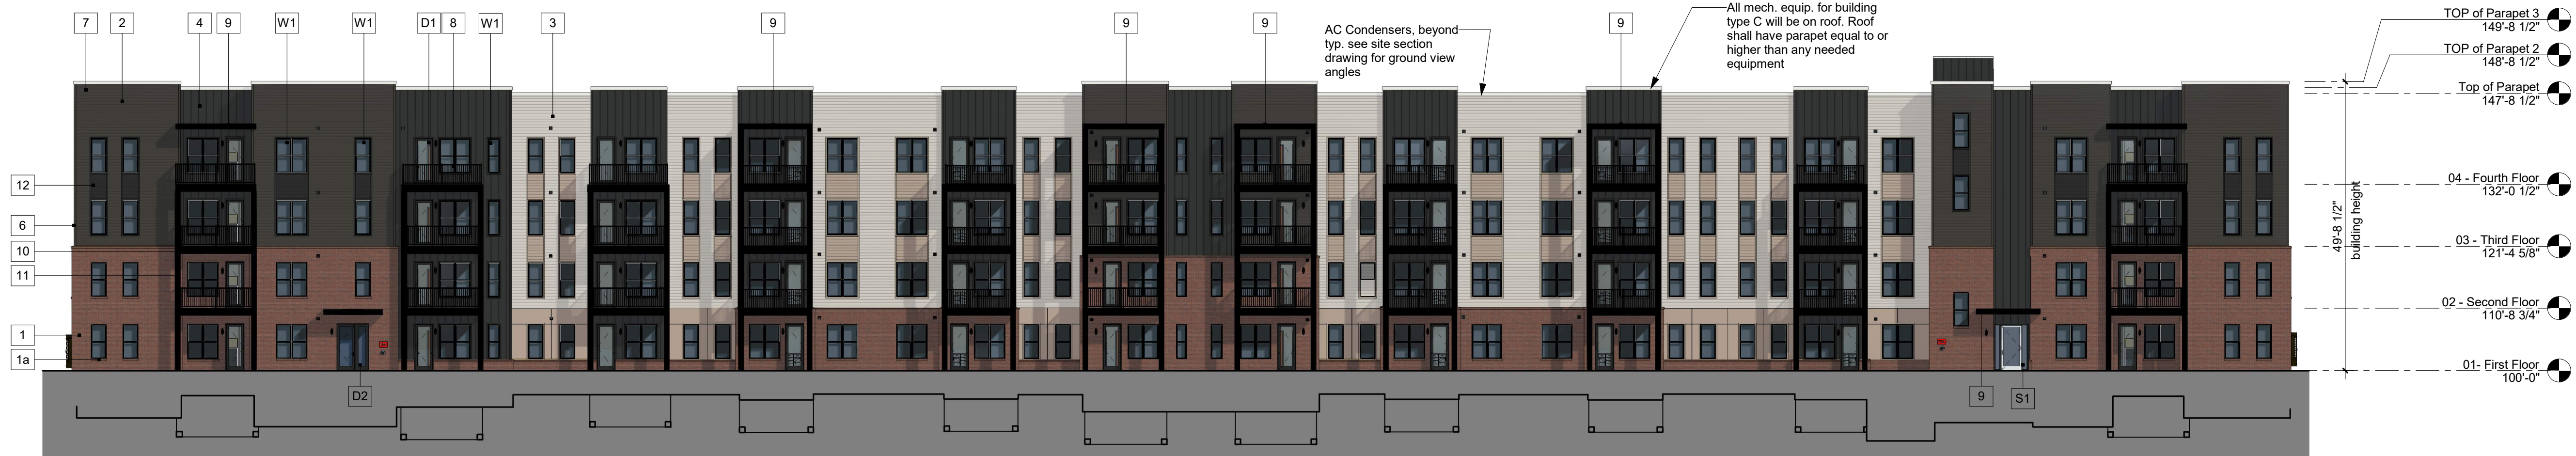 7
2
4
9
W1
W1
D1
8
W1
3
9
9
9
9
AC Condensers, beyond
typ. see site section
drawing for ground view
angles
All mech. equip. for building
type C will be on roof. Roof
shall have parapet equal to or
higher than any needed
equipment
TOP of Parapet 3
149'-8 1/2"
TOP of Parapet 2
148'-8 1/2"
Top of Parapet
147'-8 1/2"
04 - Fourth Floor
132'-0 1/2"
03 - Third Floor
121'-4 5/8"
02 - Second Floor
110'-8 3/4"
01- First Floor
100'-0"
49'-8 1/2"
building height
12
6
10
11
1
1a
D2
9
S1